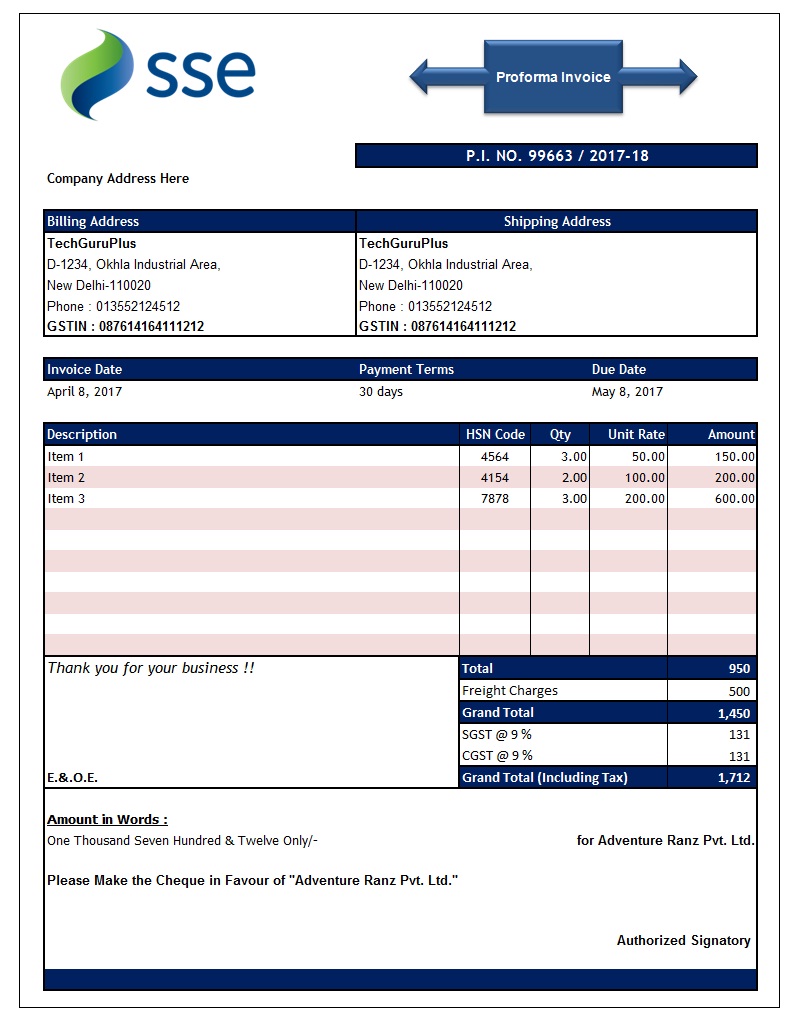 sse
Proforma Invoice
P.I. NO. 99663 / 2017-18
Company Address Here
Billing Address Shipping Address
TechGuruPlus TechGuruPlus
D-1234, Okhla Industrial Area, D-1234, Okhla Industrial Area,
New Delhi-110020 New Delhi-110020
Phone : 013552124512 Phone : 013552124512
GSTIN : 087614164111212 GSTIN : 087614164111212
Invoice Date Payment Terms Due Date
April 8, 2017 30 days May 8, 2017
Description HSN Code Qty Unit Rate Amount
Item 1 4564 3.00 50.00 150.00
Item 2 4154 2.00 100.00 200.00
Item 3 7878 3.00 200.00 600.00
Thank you for your business !! Total 950
Freight Charges 500
Grand Total 1,450
SGST @ 9 % 131
CGST @ 9 % 131
E.&.O.E. Grand Total (Including Tax) 1,712
Amount in Words :
One Thousand Seven Hundred & Twelve Only/- for Adventure Ranz Pvt. Ltd.
Please Make the Cheque in Favour of "Adventure Ranz Pvt. Ltd."
Authorized Signatory